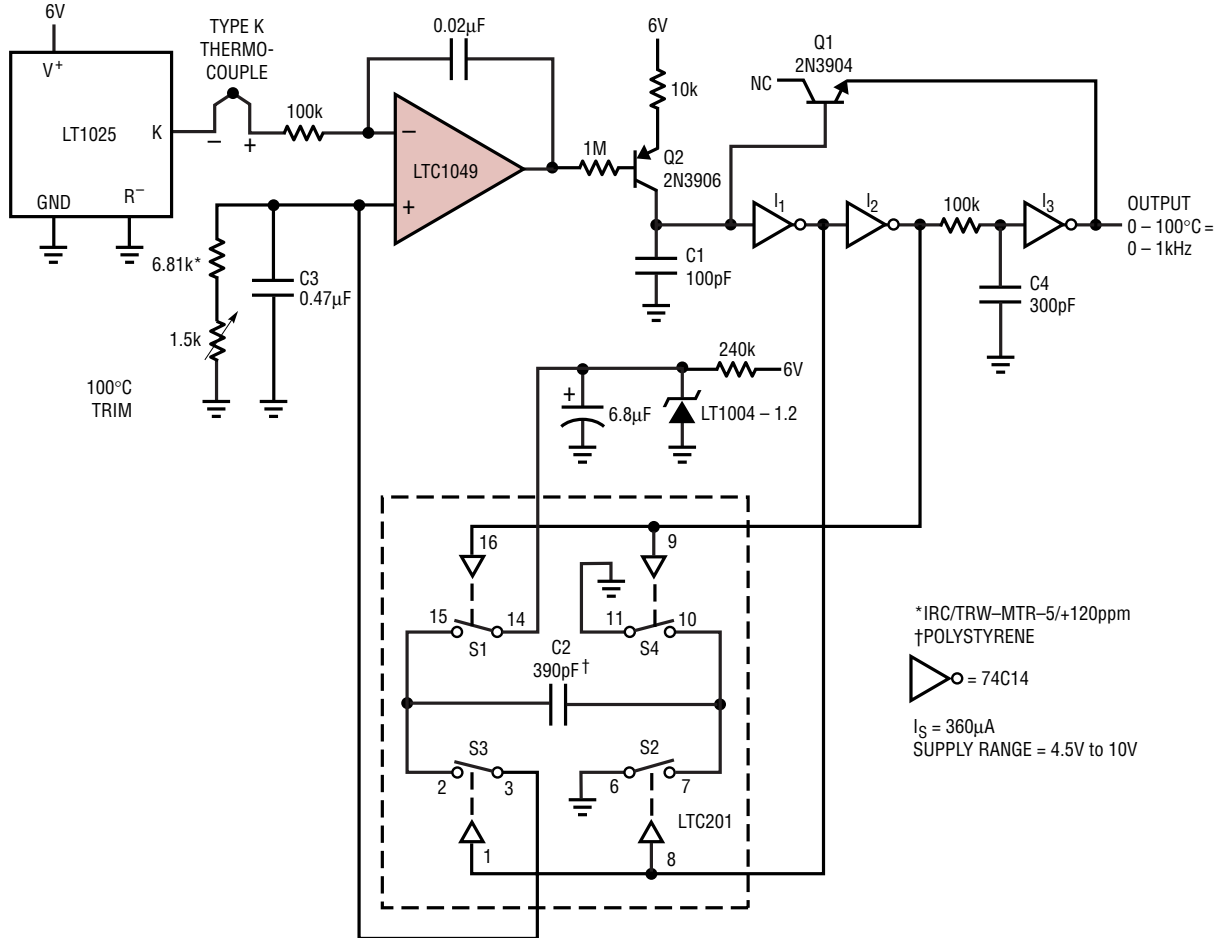 6V
V+
LT1025
K
GND
R–
TYPE K
THERMO-
COUPLE
–
+
100k
0.02µF
–
+
LTC1049
1M
6V
10k
Q2
2N3906
Q1
2N3904
NC
I1
I2
100k
I3
OUTPUT
0 – 100°C =
0 – 1kHz
C1
100pF
C4
300pF
6.81k*
C3
0.47µF
1.5k
100°C
TRIM
240k
6V
+
6.8µF
LT1004 – 1.2
16
9
15
14
S1
11
10
S4
C2
390pF†
S3
2
3
S2
6
7
LTC201
1
8
*IRC/TRW–MTR–5/+120ppm
†POLYSTYRENE
= 74C14
IS = 360µA
SUPPLY RANGE = 4.5V to 10V